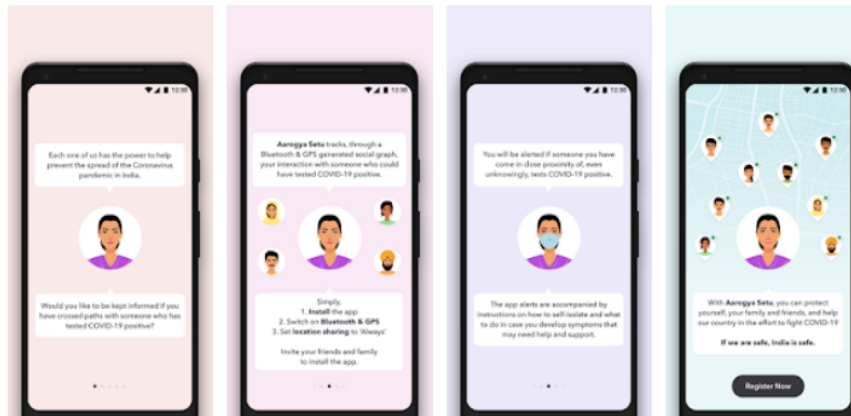 12:30
Each one of us has the power to help
prevent the spread of the Coronavirus
pandemic in India.
Would you like to be kept informed if you
have crossed paths with someone who has
tested COVID-19 positive?
12:30
Aarogya Setu tracks, through a
Bluetooth & GPS generated social graph,
your interaction with someone who could
have tested COVID-19 positive.
Simply,
1. Install the app
2. Switch on Bluetooth & GPS
3. Set location sharing to 'Always'
Invite your friends and family
to install the app.
12:30
You will be alerted if someone you have
come in close proximity of, even
unknowingly, tests COVID-19 positive.
The app alerts are accompanied by
instructions on how to self-isolate and what
to do in case you develop symptoms that
may need help and support.
12:30
With Aarogya Setu, you can protect
yourself, your family and friends, and help
our country in the effort to fight COVID-19
If we are safe, India is safe.
Register Now